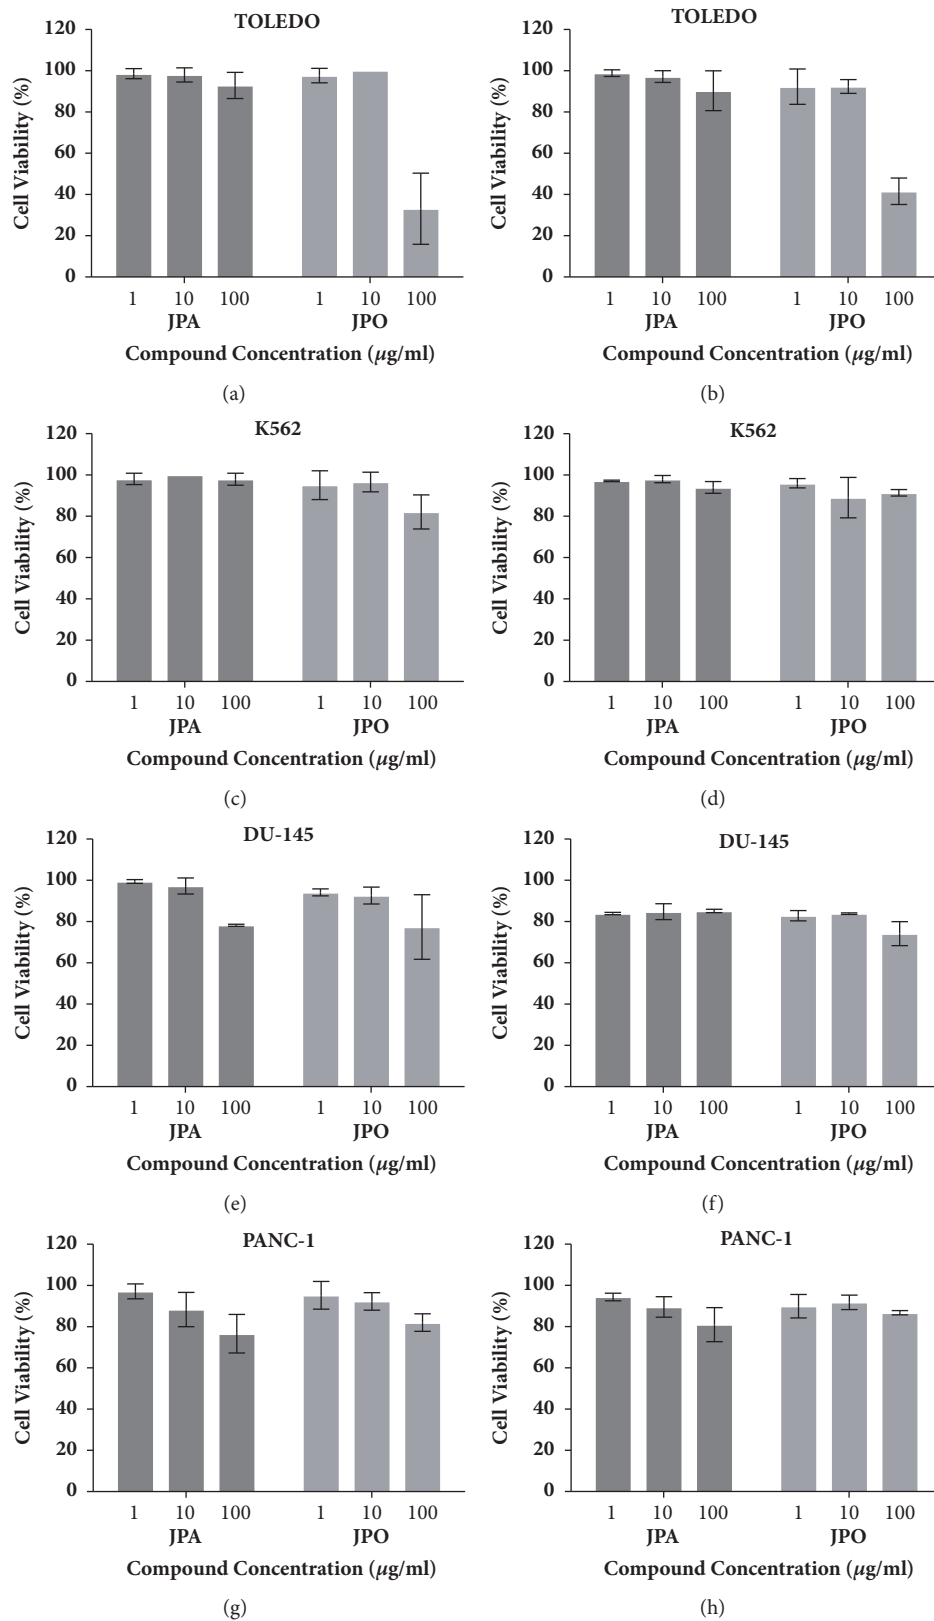 TOLEDO
Cell Viability (%)
120
100
80
60
40
20
0
1 10 100 1 10 100
JPA JPO
Compound Concentration (μg/ml)
(a)
TOLEDO
Cell Viability (%)
120
100
80
60
40
20
0
1 10 100 1 10 100
JPA JPO
Compound Concentration (μg/ml)
(b)
K562
Cell Viability (%)
120
100
80
60
40
20
0
1 10 100 1 10 100
JPA JPO
Compound Concentration (μg/ml)
(c)
K562
Cell Viability (%)
120
100
80
60
40
20
0
1 10 100 1 10 100
JPA JPO
Compound Concentration (μg/ml)
(d)
DU-145
Cell Viability (%)
120
100
80
60
40
20
0
1 10 100 1 10 100
JPA JPO
Compound Concentration (μg/ml)
(e)
DU-145
Cell Viability (%)
120
100
80
60
40
20
0
1 10 100 1 10 100
JPA JPO
Compound Concentration (μg/ml)
(f)
PANC-1
Cell Viability (%)
120
100
80
60
40
20
0
1 10 100 1 10 100
JPA JPO
Compound Concentration (μg/ml)
(g)
PANC-1
Cell Viability (%)
120
100
80
60
40
20
0
1 10 100 1 10 100
JPA JPO
Compound Concentration (μg/ml)
(h)